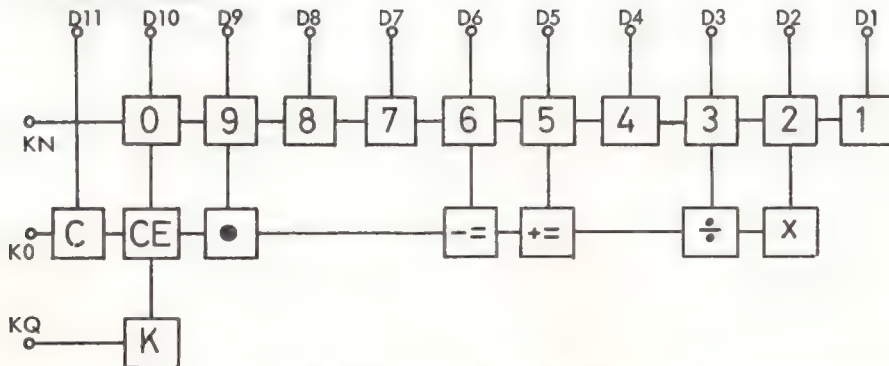 D11 D10 D9 D8 D7 D6 D5 D4 D3 D2 D1
0 9 8 7 6 5 4 3 2 1
KN
C CE • -= += ÷ x
KO
KQ
K